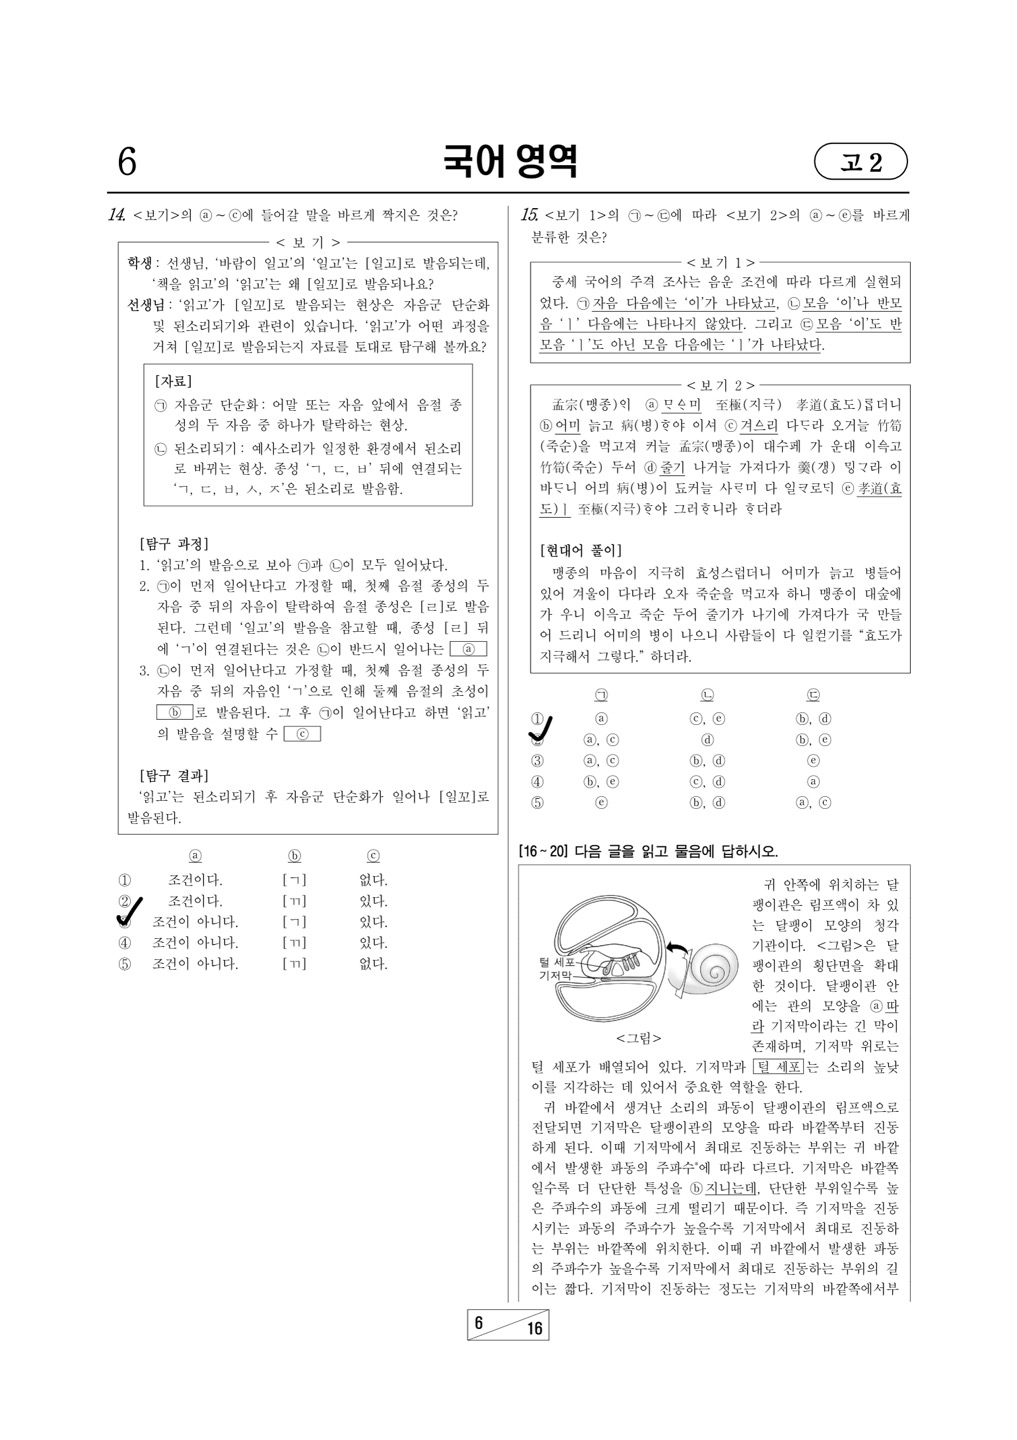 6
국어 영역
고 2
14. <보기>의 ⓐ～ⓒ에 들어갈 말을 바르게 짝지은 것은?
< 보 기 >
학생: 선생님, ‘바람이 일고’의 ‘일고’는 [일고]로 발음되는데,
‘책을 읽고’의 ‘읽고’는 왜 [일꼬]로 발음되나요?
선생님: ‘읽고’가 [일꼬]로 발음되는 현상은 자음군 단순화
및 된소리되기와 관련이 있습니다. ‘읽고’가 어떤 과정을
거쳐 [일꼬]로 발음되는지 자료를 토대로 탐구해 볼까요?
[자료]
㉠ 자음군 단순화: 어말 또는 자음 앞에서 음절 종
성의 두 자음 중 하나가 탈락하는 현상.
㉡ 된소리되기: 예사소리가 일정한 환경에서 된소리
로 바뀌는 현상. 종성 ‘ㄱ, ㄷ, ㅂ’ 뒤에 연결되는
‘ㄱ, ㄷ, ㅂ, ㅅ, ㅈ’은 된소리로 발음함.
[탐구 과정]
1. ‘읽고’의 발음으로 보아 ㉠과 ㉡이 모두 일어났다.
2. ㉠이 먼저 일어난다고 가정할 때, 첫째 음절 종성의 두
자음 중 뒤의 자음이 탈락하여 음절 종성은 [ㄹ]로 발음
된다. 그런데 ‘일고’의 발음을 참고할 때, 종성 [ㄹ] 뒤
에 ‘ㄱ’이 연결된다는 것은 ㉡이 반드시 일어나는 ⓐ
3. ㉡이 먼저 일어난다고 가정할 때, 첫째 음절 종성의 두
자음 중 뒤의 자음인 ‘ㄱ’으로 인해 둘째 음절의 초성이
ⓑ 로 발음된다. 그 후 ㉠이 일어난다고 하면 ‘읽고’
의 발음을 설명할 수 ⓒ
[탐구 결과]
‘읽고’는 된소리되기 후 자음군 단순화가 일어나 [일꼬]로
발음된다.
ⓐ ⓑ ⓒ
① 조건이다. [ㄱ] 없다.
② 조건이다. [ㄲ] 있다.
조건이 아니다. [ㄱ] 있다.
④ 조건이 아니다. [ㄲ] 있다.
⑤ 조건이 아니다. [ㄲ] 없다.
15. <보기 1>의 ㉠～㉢에 따라 <보기 2>의 ⓐ～ⓔ를 바르게
분류한 것은?
< 보 기 1 >
중세 국어의 주격 조사는 음운 조건에 따라 다르게 실현되
었다. ㉠자음 다음에는 ‘이’가 나타났고, ㉡모음 ‘이’나 반모
음 ‘ㅣ’ 다음에는 나타나지 않았다. 그리고 ㉢모음 ‘이’도 반
모음 ‘ㅣ’도 아닌 모음 다음에는 ‘ㅣ’가 나타났다.
< 보 기 2 >
孟宗(맹종)ᄋᆡ ⓐᄆᆞᅀᆞ미 至極(지극) 孝道(효도)ᄅᆞᆸ더니
ⓑ어미 늙고 病(병)ᄒᆞ야 이셔 ⓒ겨ᅀᅳ리 다ᄃᆞ라 오거늘 竹筍
(죽순)을 먹고져 커늘 孟宗(맹종)이 대수페 가 운대 이ᅀᅳᆨ고
竹筍(죽순) 두ᅀᅥ ⓓ줄기 나거늘 가져다가 羹(갱) ᄆᆡᇰᄀᆞ라 이
바ᄃᆞ니 어믜 病(병)이 됴커늘 사ᄅᆞ미 다 일ᄏᆞ로ᄃᆡ ⓔ孝道(효
도)ㅣ 至極(지극)ᄒᆞ야 그러ᄒᆞ니라 ᄒᆞ더라
[현대어 풀이]
맹종의 마음이 지극히 효성스럽더니 어미가 늙고 병들어
있어 겨울이 다다라 오자 죽순을 먹고자 하니 맹종이 대숲에
가 우니 이윽고 죽순 두어 줄기가 나기에 가져다가 국 만들
어 드리니 어미의 병이 나으니 사람들이 다 일컫기를 “효도가
지극해서 그렇다.” 하더라.
㉠ ㉡ ㉢
① ⓐ ⓒ, ⓔ ⓑ, ⓓ
ⓐ, ⓒ ⓓ ⓑ, ⓔ
③ ⓐ, ⓒ ⓑ, ⓓ ⓔ
④ ⓑ, ⓔ ⓒ, ⓓ ⓐ
⑤ ⓔ ⓑ, ⓓ ⓐ, ⓒ
[16～20] 다음 글을 읽고 물음에 답하시오.
털 세포
기저막
<그림>
귀 안쪽에 위치하는 달
팽이관은 림프액이 차 있
는 달팽이 모양의 청각
기관이다. <그림>은 달
팽이관의 횡단면을 확대
한 것이다. 달팽이관 안
에는 관의 모양을 ⓐ따
라 기저막이라는 긴 막이
존재하며, 기저막 위로는
털 세포가 배열되어 있다. 기저막과 털 세포는 소리의 높낮
이를 지각하는 데 있어서 중요한 역할을 한다.
귀 바깥에서 생겨난 소리의 파동이 달팽이관의 림프액으로
전달되면 기저막은 달팽이관의 모양을 따라 바깥쪽부터 진동
하게 된다. 이때 기저막에서 최대로 진동하는 부위는 귀 바깥
에서 발생한 파동의 주파수*에 따라 다르다. 기저막은 바깥쪽
일수록 더 단단한 특성을 ⓑ지니는데, 단단한 부위일수록 높
은 주파수의 파동에 크게 떨리기 때문이다. 즉 기저막을 진동
시키는 파동의 주파수가 높을수록 기저막에서 최대로 진동하
는 부위는 바깥쪽에 위치한다. 이때 귀 바깥에서 발생한 파동
의 주파수가 높을수록 기저막에서 최대로 진동하는 부위의 길
이는 짧다. 기저막이 진동하는 정도는 기저막의 바깥쪽에서부
6
16